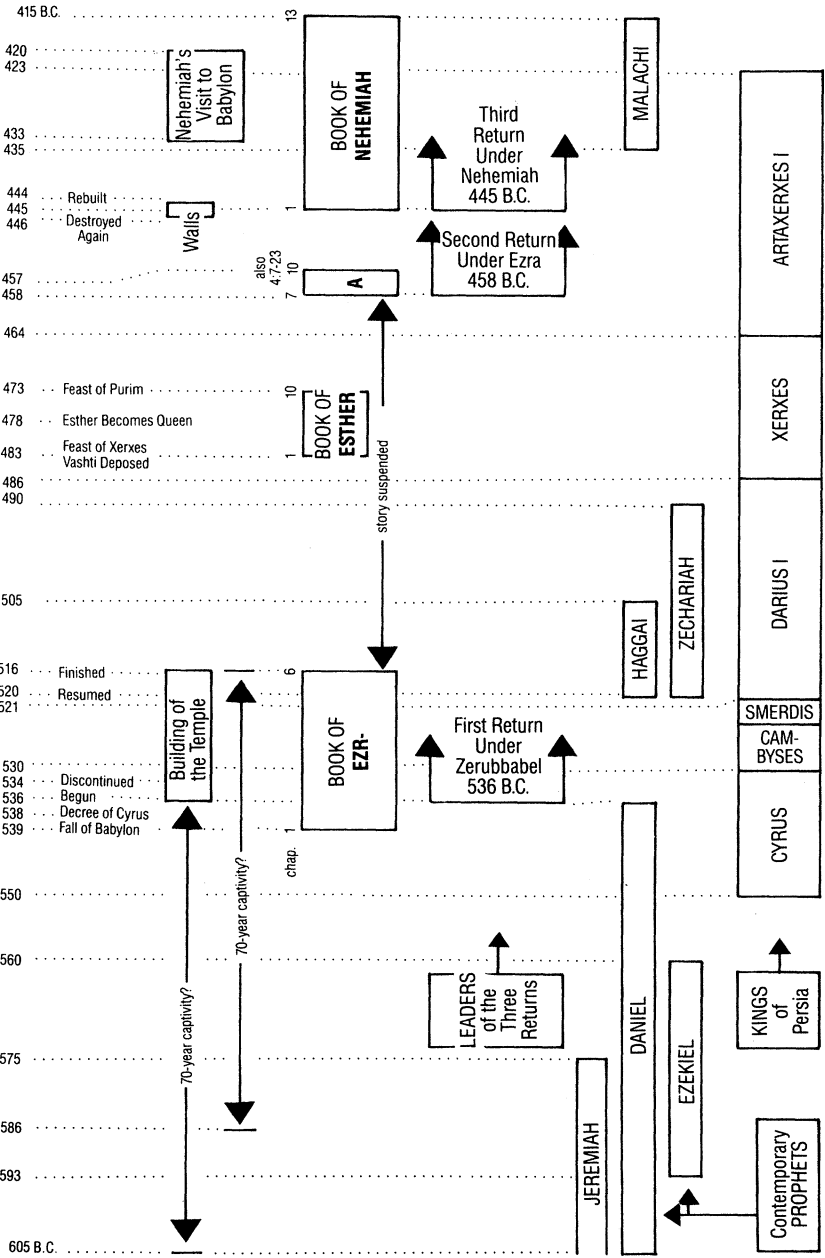 415 B.C.
420
423
433
435
444
445
446
457
458
464
473
478
483
486
490
505
516
520
521
530
534
536
538
539
550
560
575
586
593
605 B.C.
Rebuilt
Destroyed
Again
Feast of Purim
Esther Becomes Queen
Feast of Xerxes
Vashti Deposed
Finished
Resumed
Discontinued
Begun
Decree of Cyrus
Fall of Babylon
Nehemiah's
Visit to
Babylon
Walls
Building of
the Temple
70-year captivity?
70-year captivity?
13
1
also
4:7-23
10
7
10
1
6
1
chap.
BOOK OF
NEHEMIAH
A
BOOK OF
ESTHER
story suspended
BOOK OF
EZR-
Third
Return
Under
Nehemiah
445 B.C.
Second Return
Under Ezra
458 B.C.
First Return
Under
Zerubbabel
536 B.C.
LEADERS
of the
Three
Returns
MALACHI
HAGGAI
ZECHARIAH
DANIEL
EZEKIEL
JEREMIAH
ARTAXERXES I
XERXES
DARIUS I
SMERDIS
CAM-
BYSES
CYRUS
KINGS
of
Persia
Contemporary
PROPHETS